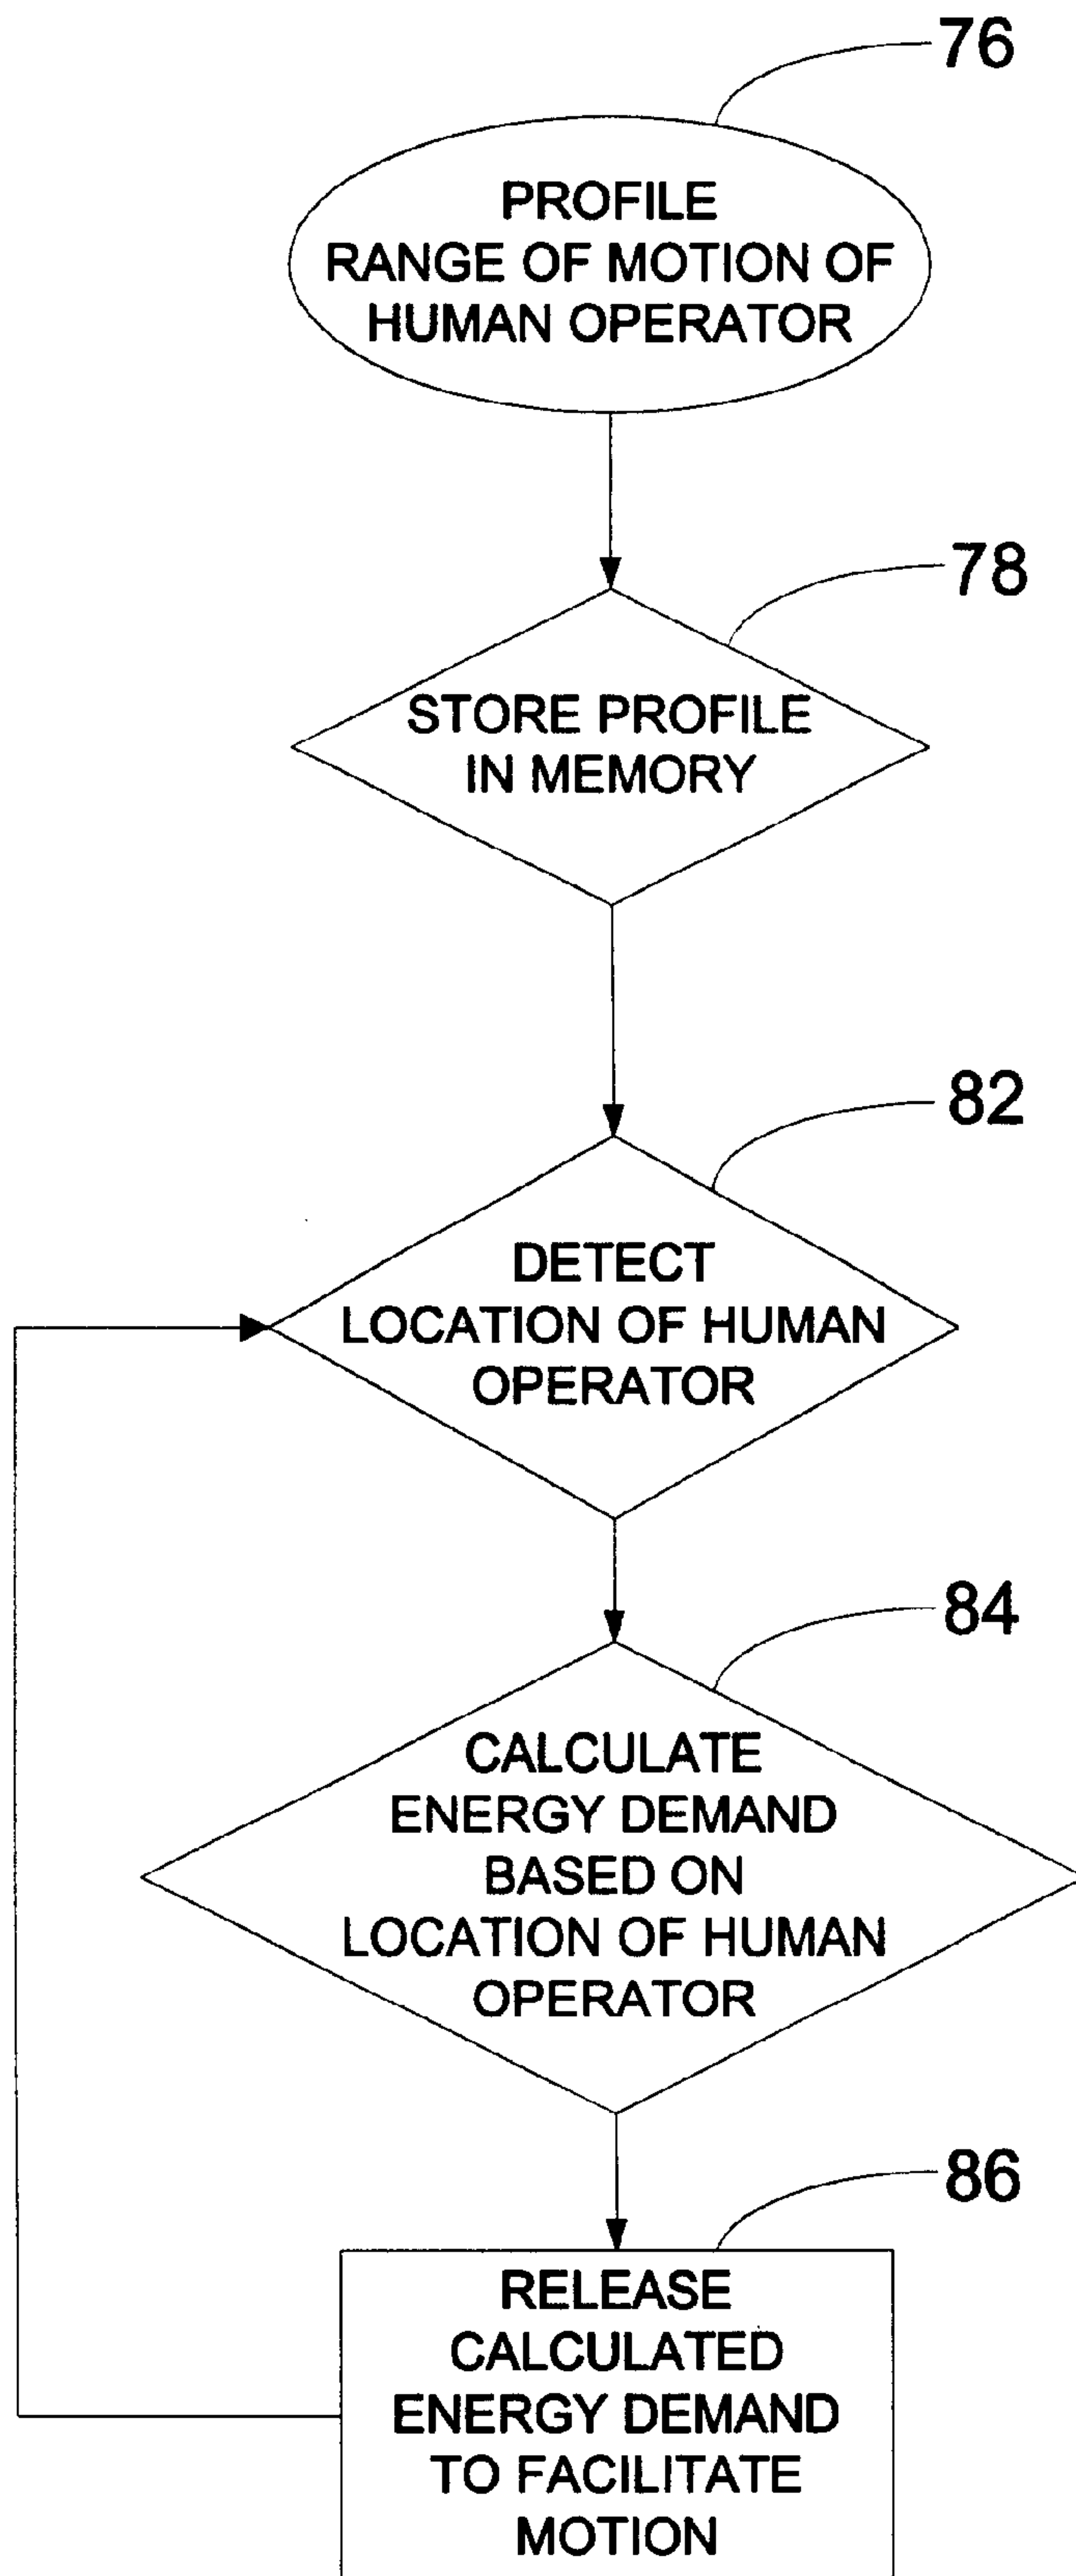 76
PROFILE
RANGE OF MOTION OF
HUMAN OPERATOR
78
STORE PROFILE
IN MEMORY
82
DETECT
LOCATION OF HUMAN
OPERATOR
84
CALCULATE
ENERGY DEMAND
BASED ON
LOCATION OF HUMAN
OPERATOR
86
RELEASE
CALCULATED
ENERGY DEMAND
TO FACILITATE
MOTION